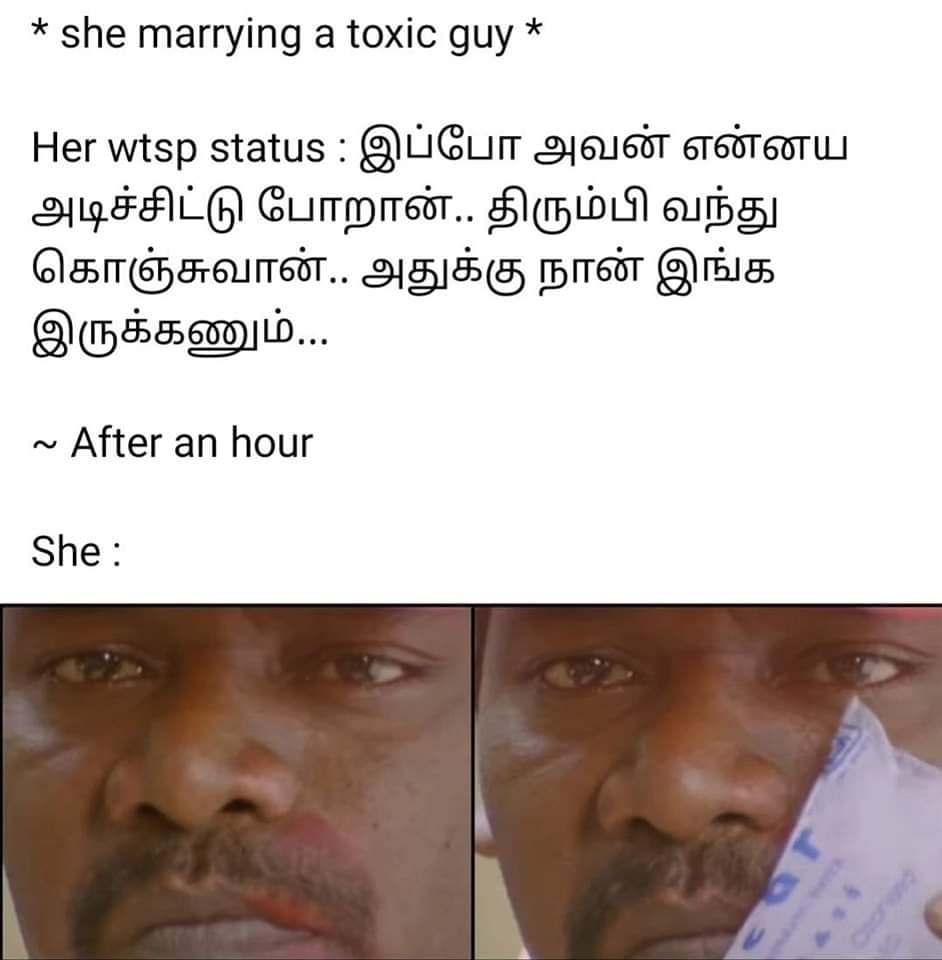 * she marrying a toxic guy *
Her wtsp status : இப்போ அவன் என்னய
அடிச்சிட்டு போறான்.. திரும்பி வந்து
கொஞ்சுவான்.. அதுக்கு நான் இங்க
இருக்கணும்...
~ After an hour
She :